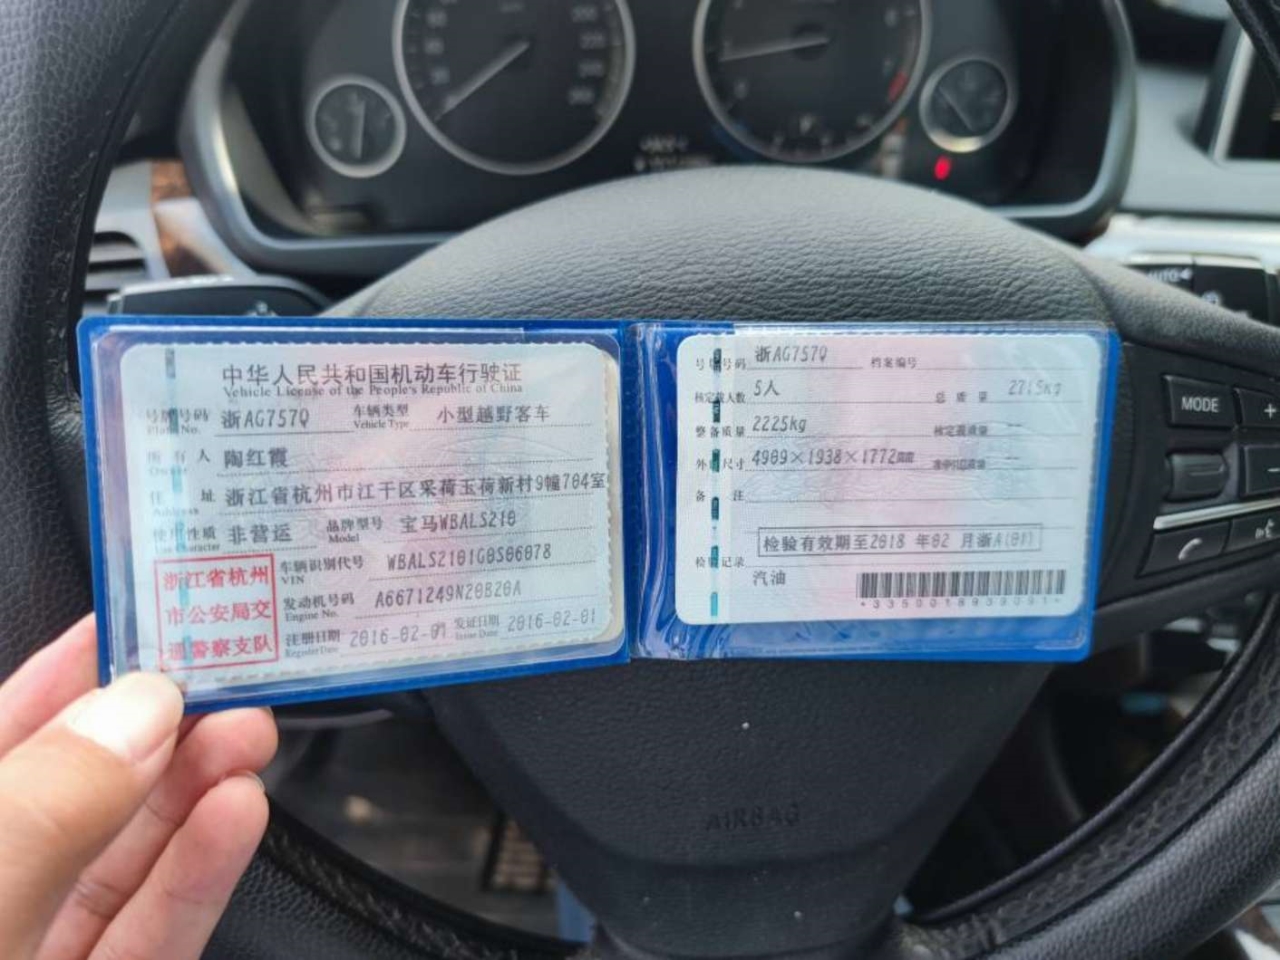 中华人民共和国机动车行驶证
Vehicle License of the People's Republic of China
号牌号码 浙AG757Q 车辆类型 小型越野客车
Plate No. Vehicle Type
所有人 陶红霞
Owner
住址 浙江省杭州市江干区采荷玉荷新村9幢704室
Address
使用性质 非营运 品牌型号 宝马WBALS210
Use Character Model
车辆识别代号 WBALS2101G0S06078
VIN
发动机号码 A6671249N20B20A
Engine No.
注册日期 2016-02-01 发证日期 2016-02-01
Register Date Issue Date
浙江省杭州
市公安局交
通警察支队
号牌号码 浙AG757Q 档案编号
核定载人数 5人 总质量 2715kg
整备质量 2225kg 核定载质量 --
外廓尺寸 4909×1938×1772mm 准牵引总质量 --
备注
检验有效期至2018 年02 月浙A(01)
检验记录
汽油
MODE
+
AIRBAG